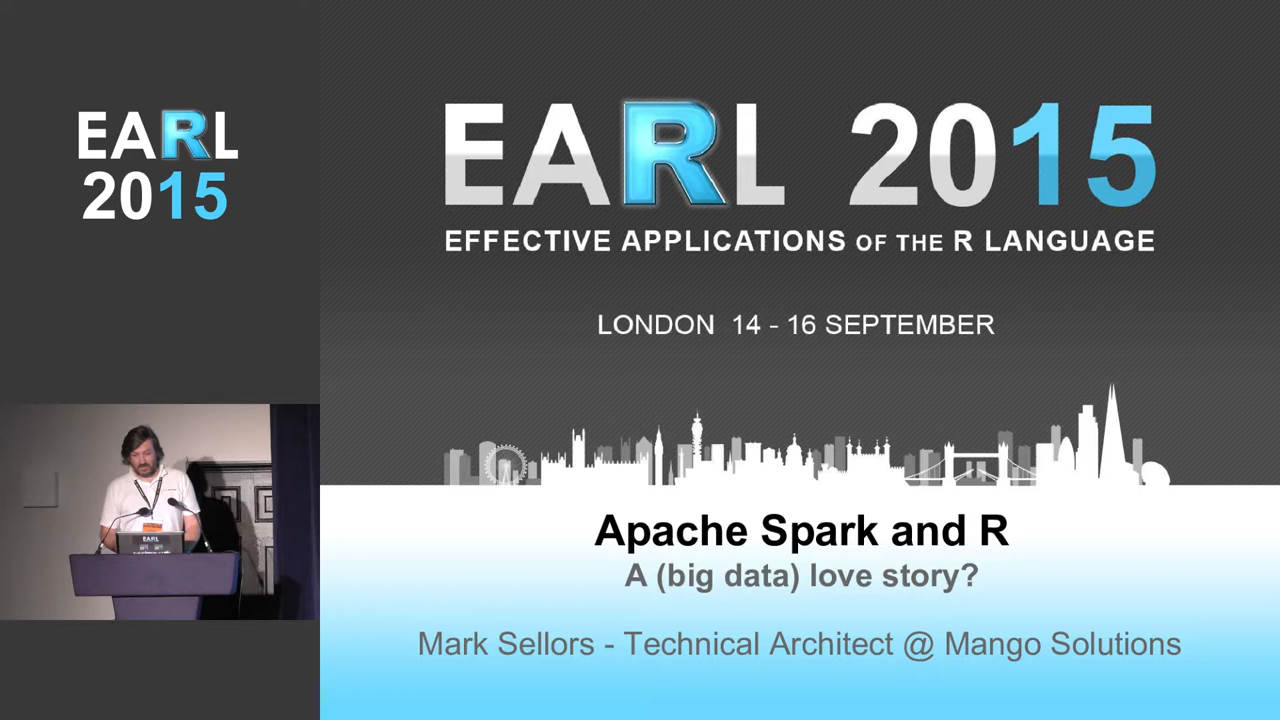 EARL
2015
EARL 2015
EFFECTIVE APPLICATIONS OF THE R LANGUAGE
LONDON 14 - 16 SEPTEMBER
EARL
Apache Spark and R
A (big data) love story?
Mark Sellors - Technical Architect @ Mango Solutions